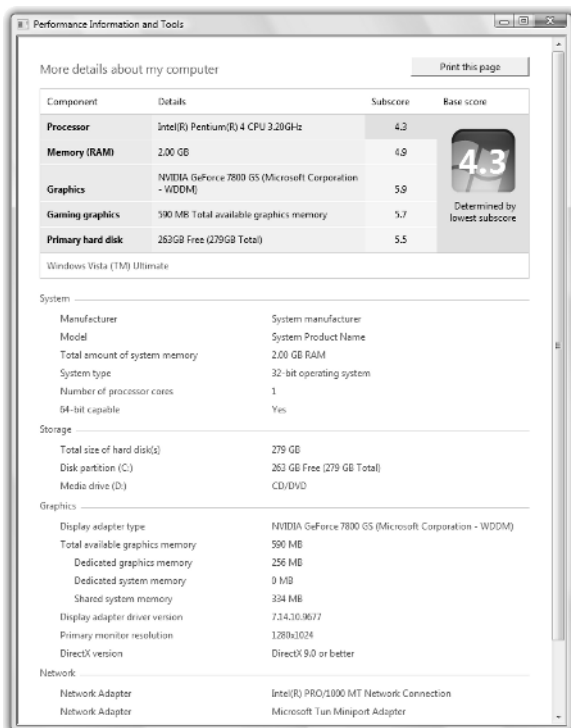 Performance Information and Tools
More details about my computer
Print this page
Component Details Subscore Base score
Processor Intel(R) Pentium(R) 4 CPU 3.20GHz 4.3
Memory (RAM) 2.00 GB 4.9
Graphics NVIDIA GeForce 7800 GS (Microsoft Corporation - WDDM) 5.9
Gaming graphics 590 MB Total available graphics memory 5.7
Primary hard disk 263GB Free (279GB Total) 5.5
4.3
Determined by
lowest subscore
Windows Vista (TM) Ultimate
System
Manufacturer System manufacturer
Model System Product Name
Total amount of system memory 2.00 GB RAM
System type 32-bit operating system
Number of processor cores 1
64-bit capable Yes
Storage
Total size of hard disk(s) 279 GB
Disk partition (C:) 263 GB Free (279 GB Total)
Media drive (D:) CD/DVD
Graphics
Display adapter type NVIDIA GeForce 7800 GS (Microsoft Corporation - WDDM)
Total available graphics memory 590 MB
Dedicated graphics memory 256 MB
Dedicated system memory 0 MB
Shared system memory 334 MB
Display adapter driver version 7.14.10.9677
Primary monitor resolution 1280x1024
DirectX version DirectX 9.0 or better
Network
Network Adapter Intel(R) PRO/1000 MT Network Connection
Network Adapter Microsoft Tun Miniport Adapter